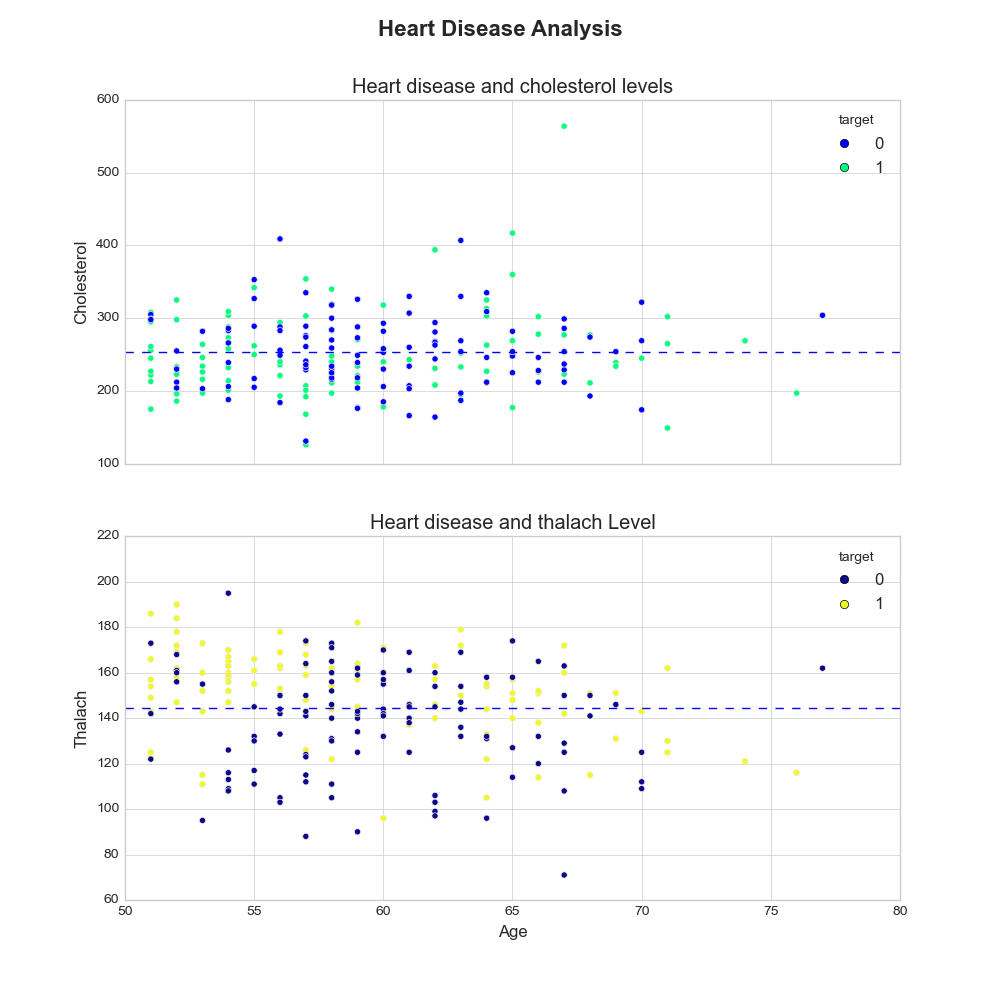 Heart Disease Analysis
Heart disease and cholesterol levels
600
500
400
300
200
100
Cholesterol
target
0
1
Heart disease and thalach Level
220
200
180
160
140
120
100
80
60
Thalach
target
0
1
50 55 60 65 70 75 80
Age